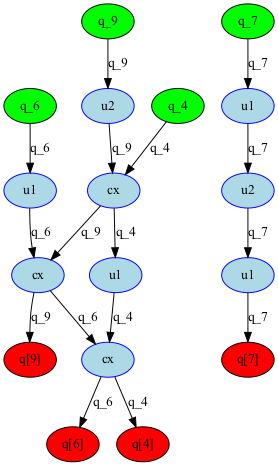 q_9 q_7
q_9 q_7
q_6 u2 q_4 u1
q_6 q_9 q_4 q_7
u1 cx u2
q_6 q_9 q_4 q_7
cx u1 u1
q_9 q_6 q_4 q_7
q[9] cx q[7]
q_6 q_4
q[6] q[4]